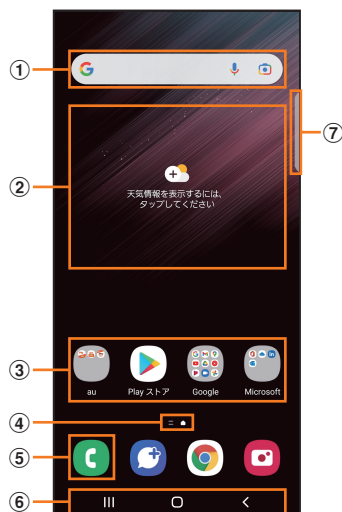 ①
②
天気情報を表示するには、
タップしてください
⑦
③
au
Play ストア
Google
Microsoft
④
⑤
⑥